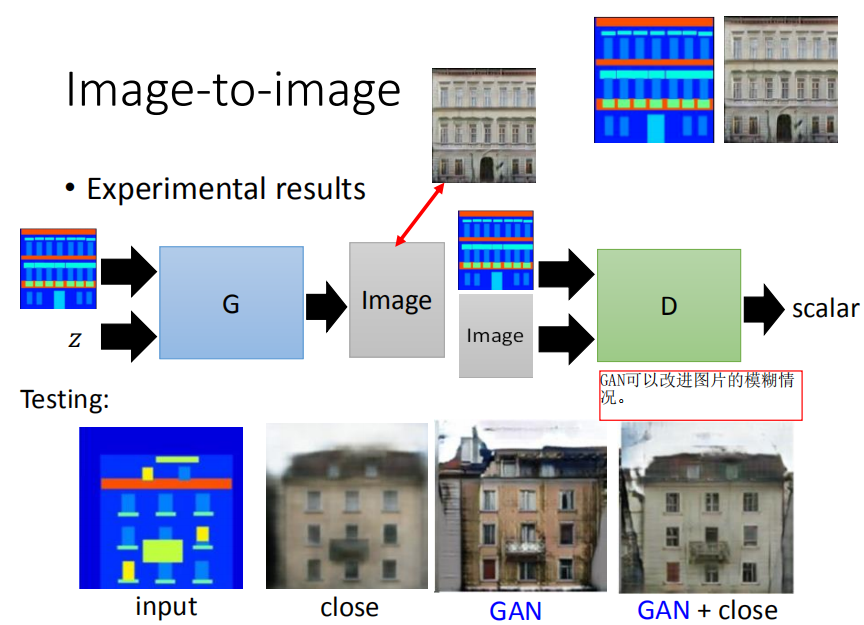 Image-to-image
• Experimental results
G
Image
z
Image
D
scalar
GAN可以改进图片的模糊情
况。
Testing:
input
close
GAN
GAN + close